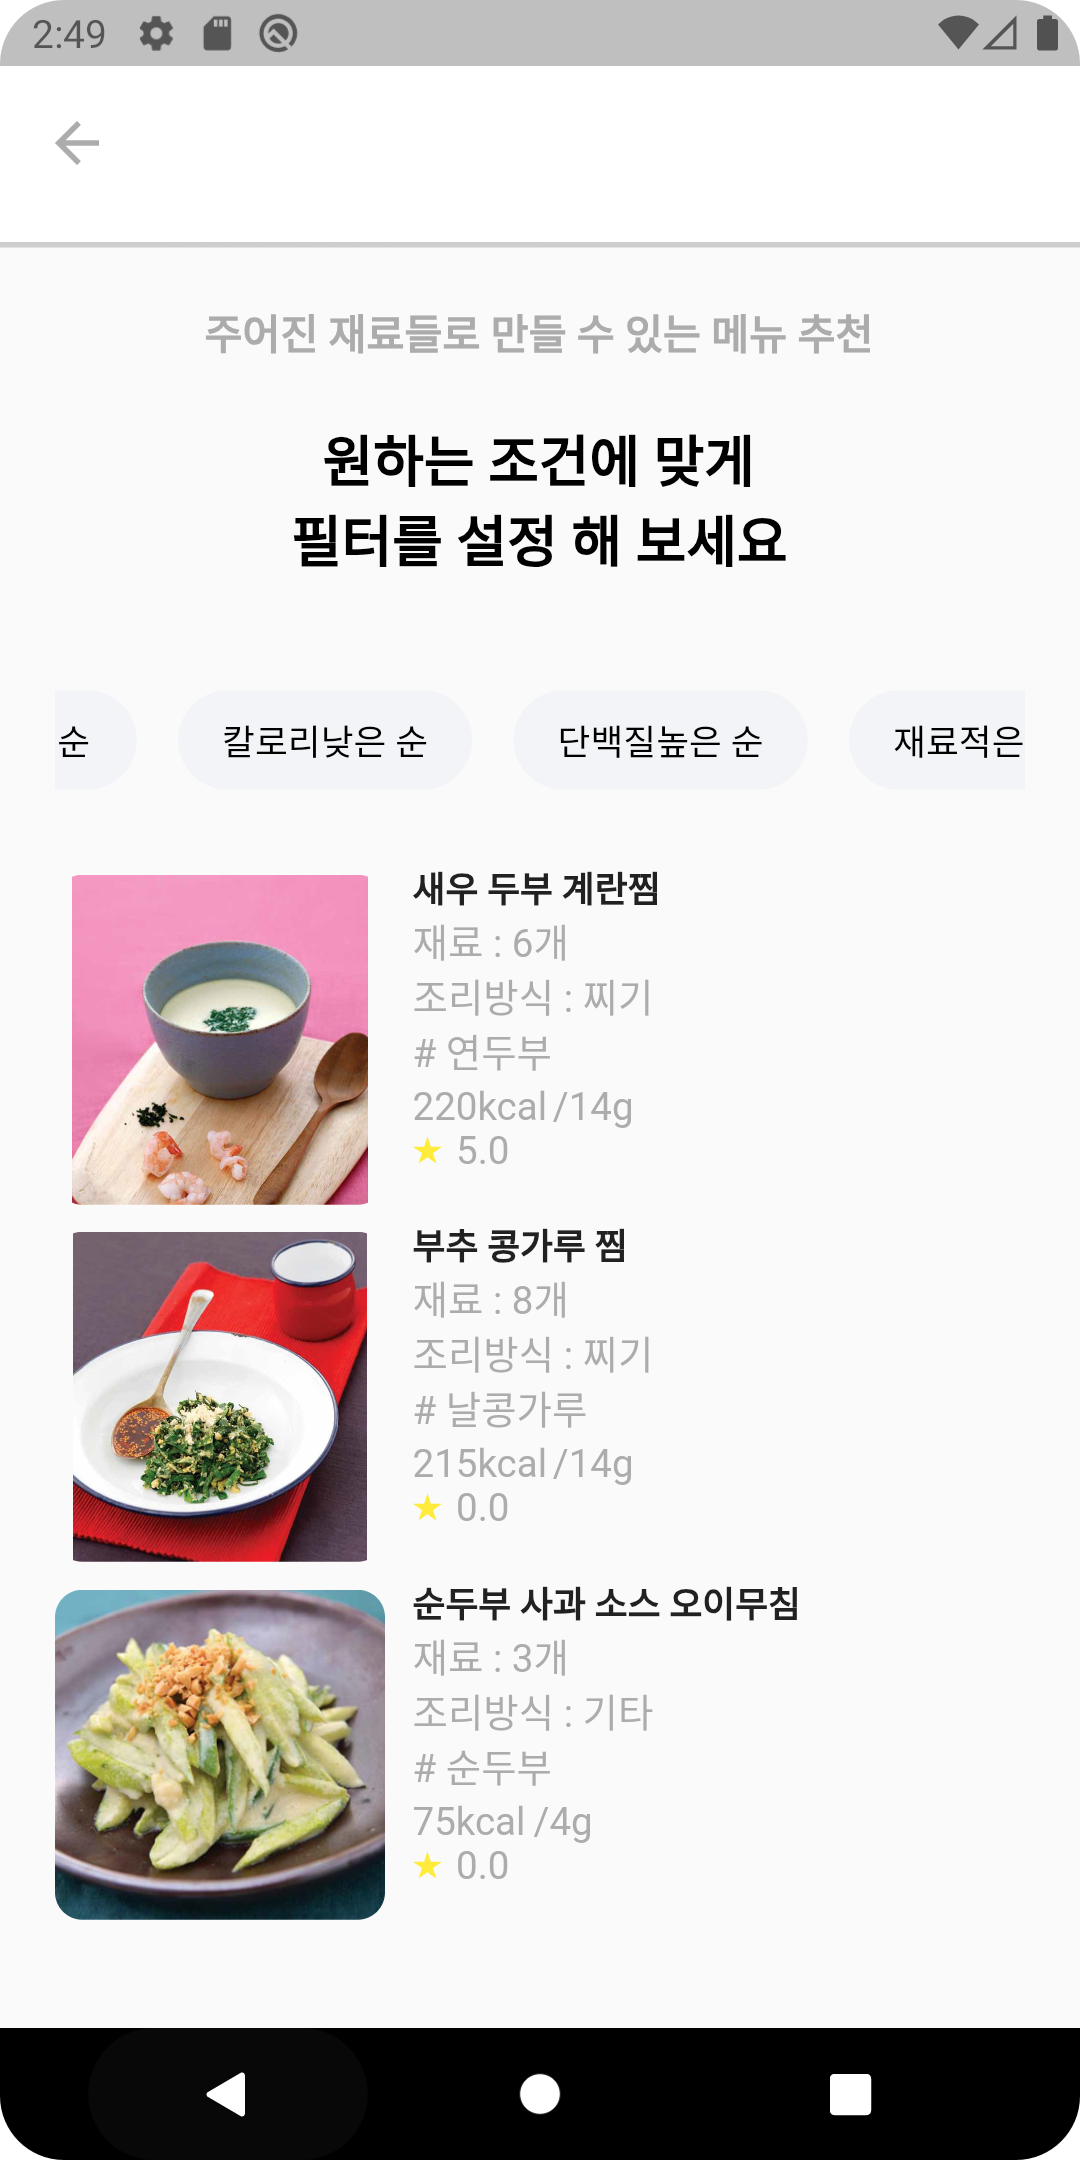 2:49
주어진 재료들로 만들 수 있는 메뉴 추천
원하는 조건에 맞게
필터를 설정 해 보세요
순
칼로리낮은 순
단백질높은 순
재료적은
새우 두부 계란찜
재료 : 6개
조리방식 : 찌기
# 연두부
220kcal /14g
★ 5.0
부추 콩가루 찜
재료 : 8개
조리방식 : 찌기
# 날콩가루
215kcal /14g
★ 0.0
순두부 사과 소스 오이무침
재료 : 3개
조리방식 : 기타
# 순두부
75kcal /4g
★ 0.0